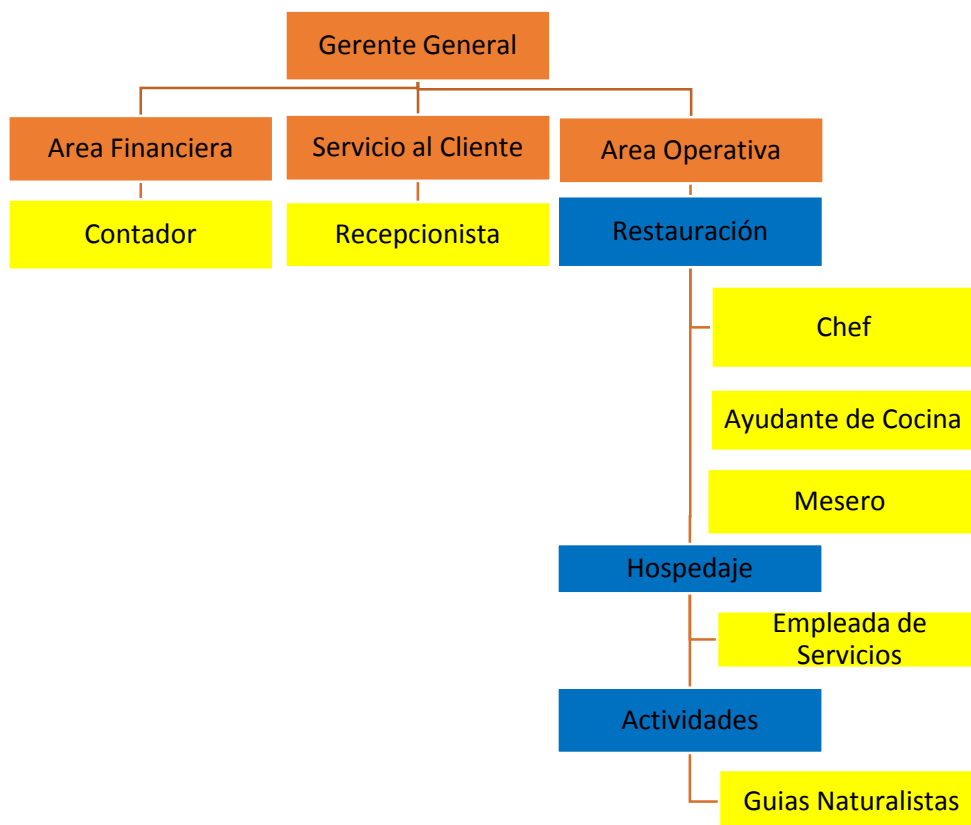 Gerente General
Area Financiera
Servicio al Cliente
Area Operativa
Contador
Recepcionista
Restauración
Chef
Ayudante de Cocina
Mesero
Hospedaje
Empleada de
Servicios
Actividades
Guias Naturalistas